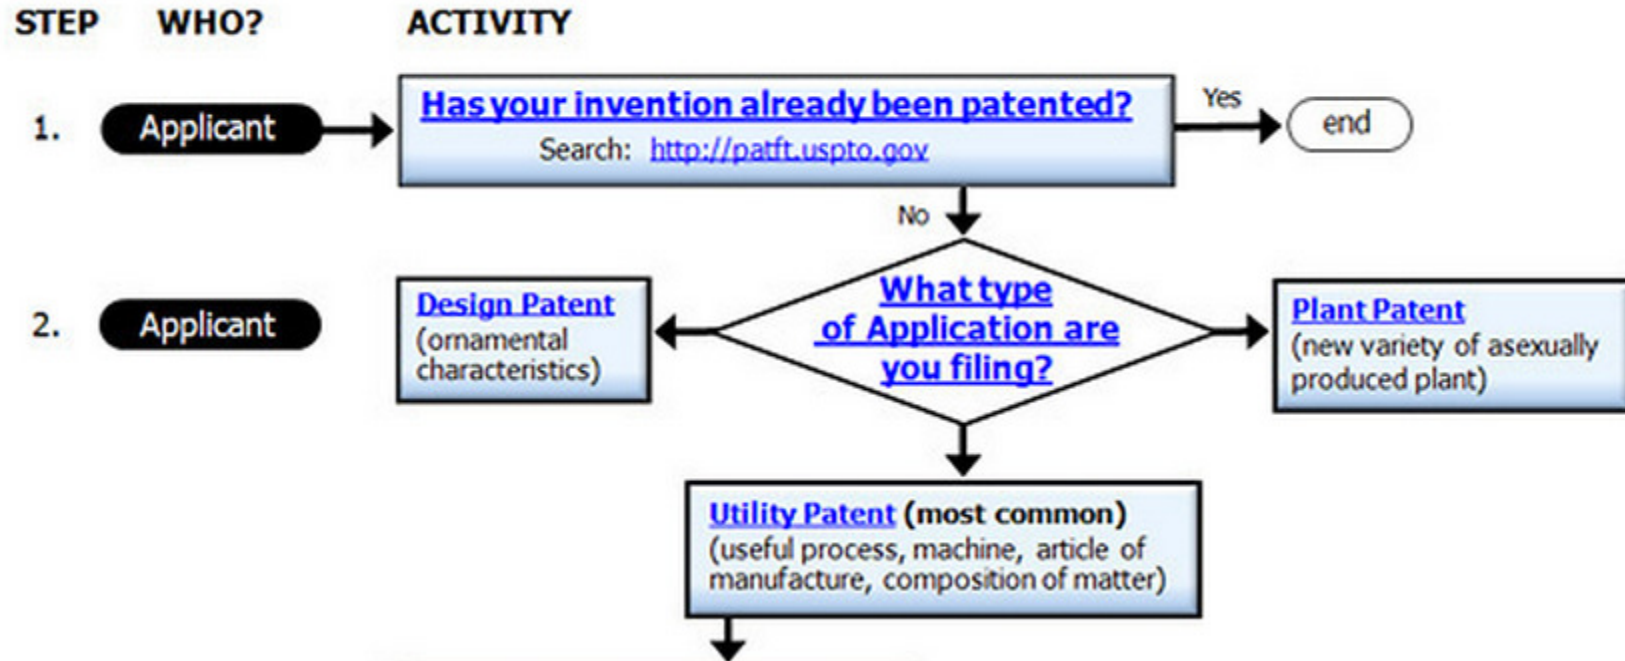 STEP WHO? ACTIVITY
1. Applicant
Has your invention already been patented?
Search: http://patft.uspto.gov
Yes
end
No
2. Applicant
Design Patent
(ornamental
characteristics)
What type
of Application are
you filing?
Plant Patent
(new variety of asexually
produced plant)
Utility Patent (most common)
(useful process, machine, article of
manufacture, composition of matter)